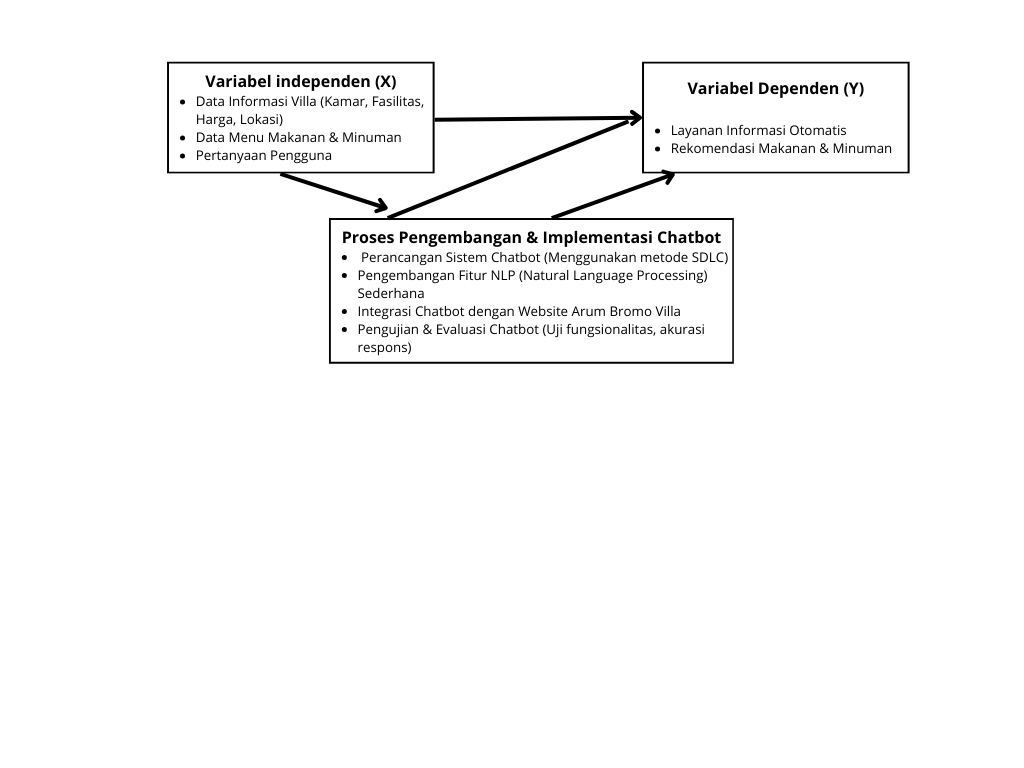 Variabel independen (X)
• Data Informasi Villa (Kamar, Fasilitas,
Harga, Lokasi)
• Data Menu Makanan & Minuman
• Pertanyaan Pengguna
Variabel Dependen (Y)
• Layanan Informasi Otomatis
• Rekomendasi Makanan & Minuman
Proses Pengembangan & Implementasi Chatbot
• Perancangan Sistem Chatbot (Menggunakan metode SDLC)
• Pengembangan Fitur NLP (Natural Language Processing)
Sederhana
• Integrasi Chatbot dengan Website Arum Bromo Villa
• Pengujian & Evaluasi Chatbot (Uji fungsionalitas, akurasi
respons)